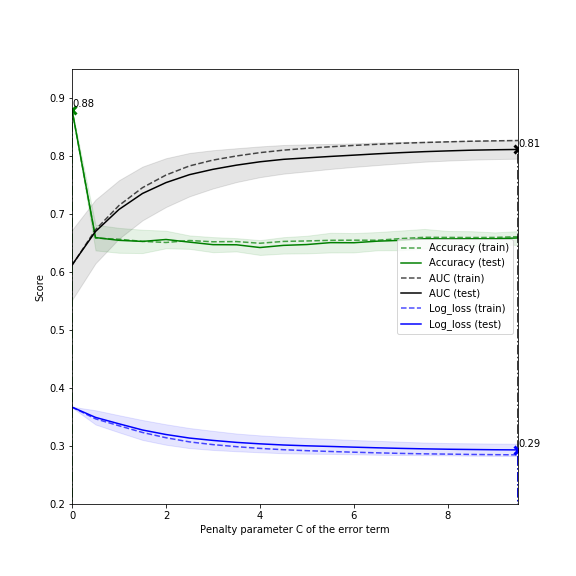 0.9
0.88
0.81
0.8
0.7
0.6
Score
0.5
0.4
0.3
0.29
0.2
Accuracy (train)
Accuracy (test)
AUC (train)
AUC (test)
Log_loss (train)
Log_loss (test)
0 2 4 6 8
Penalty parameter C of the error term